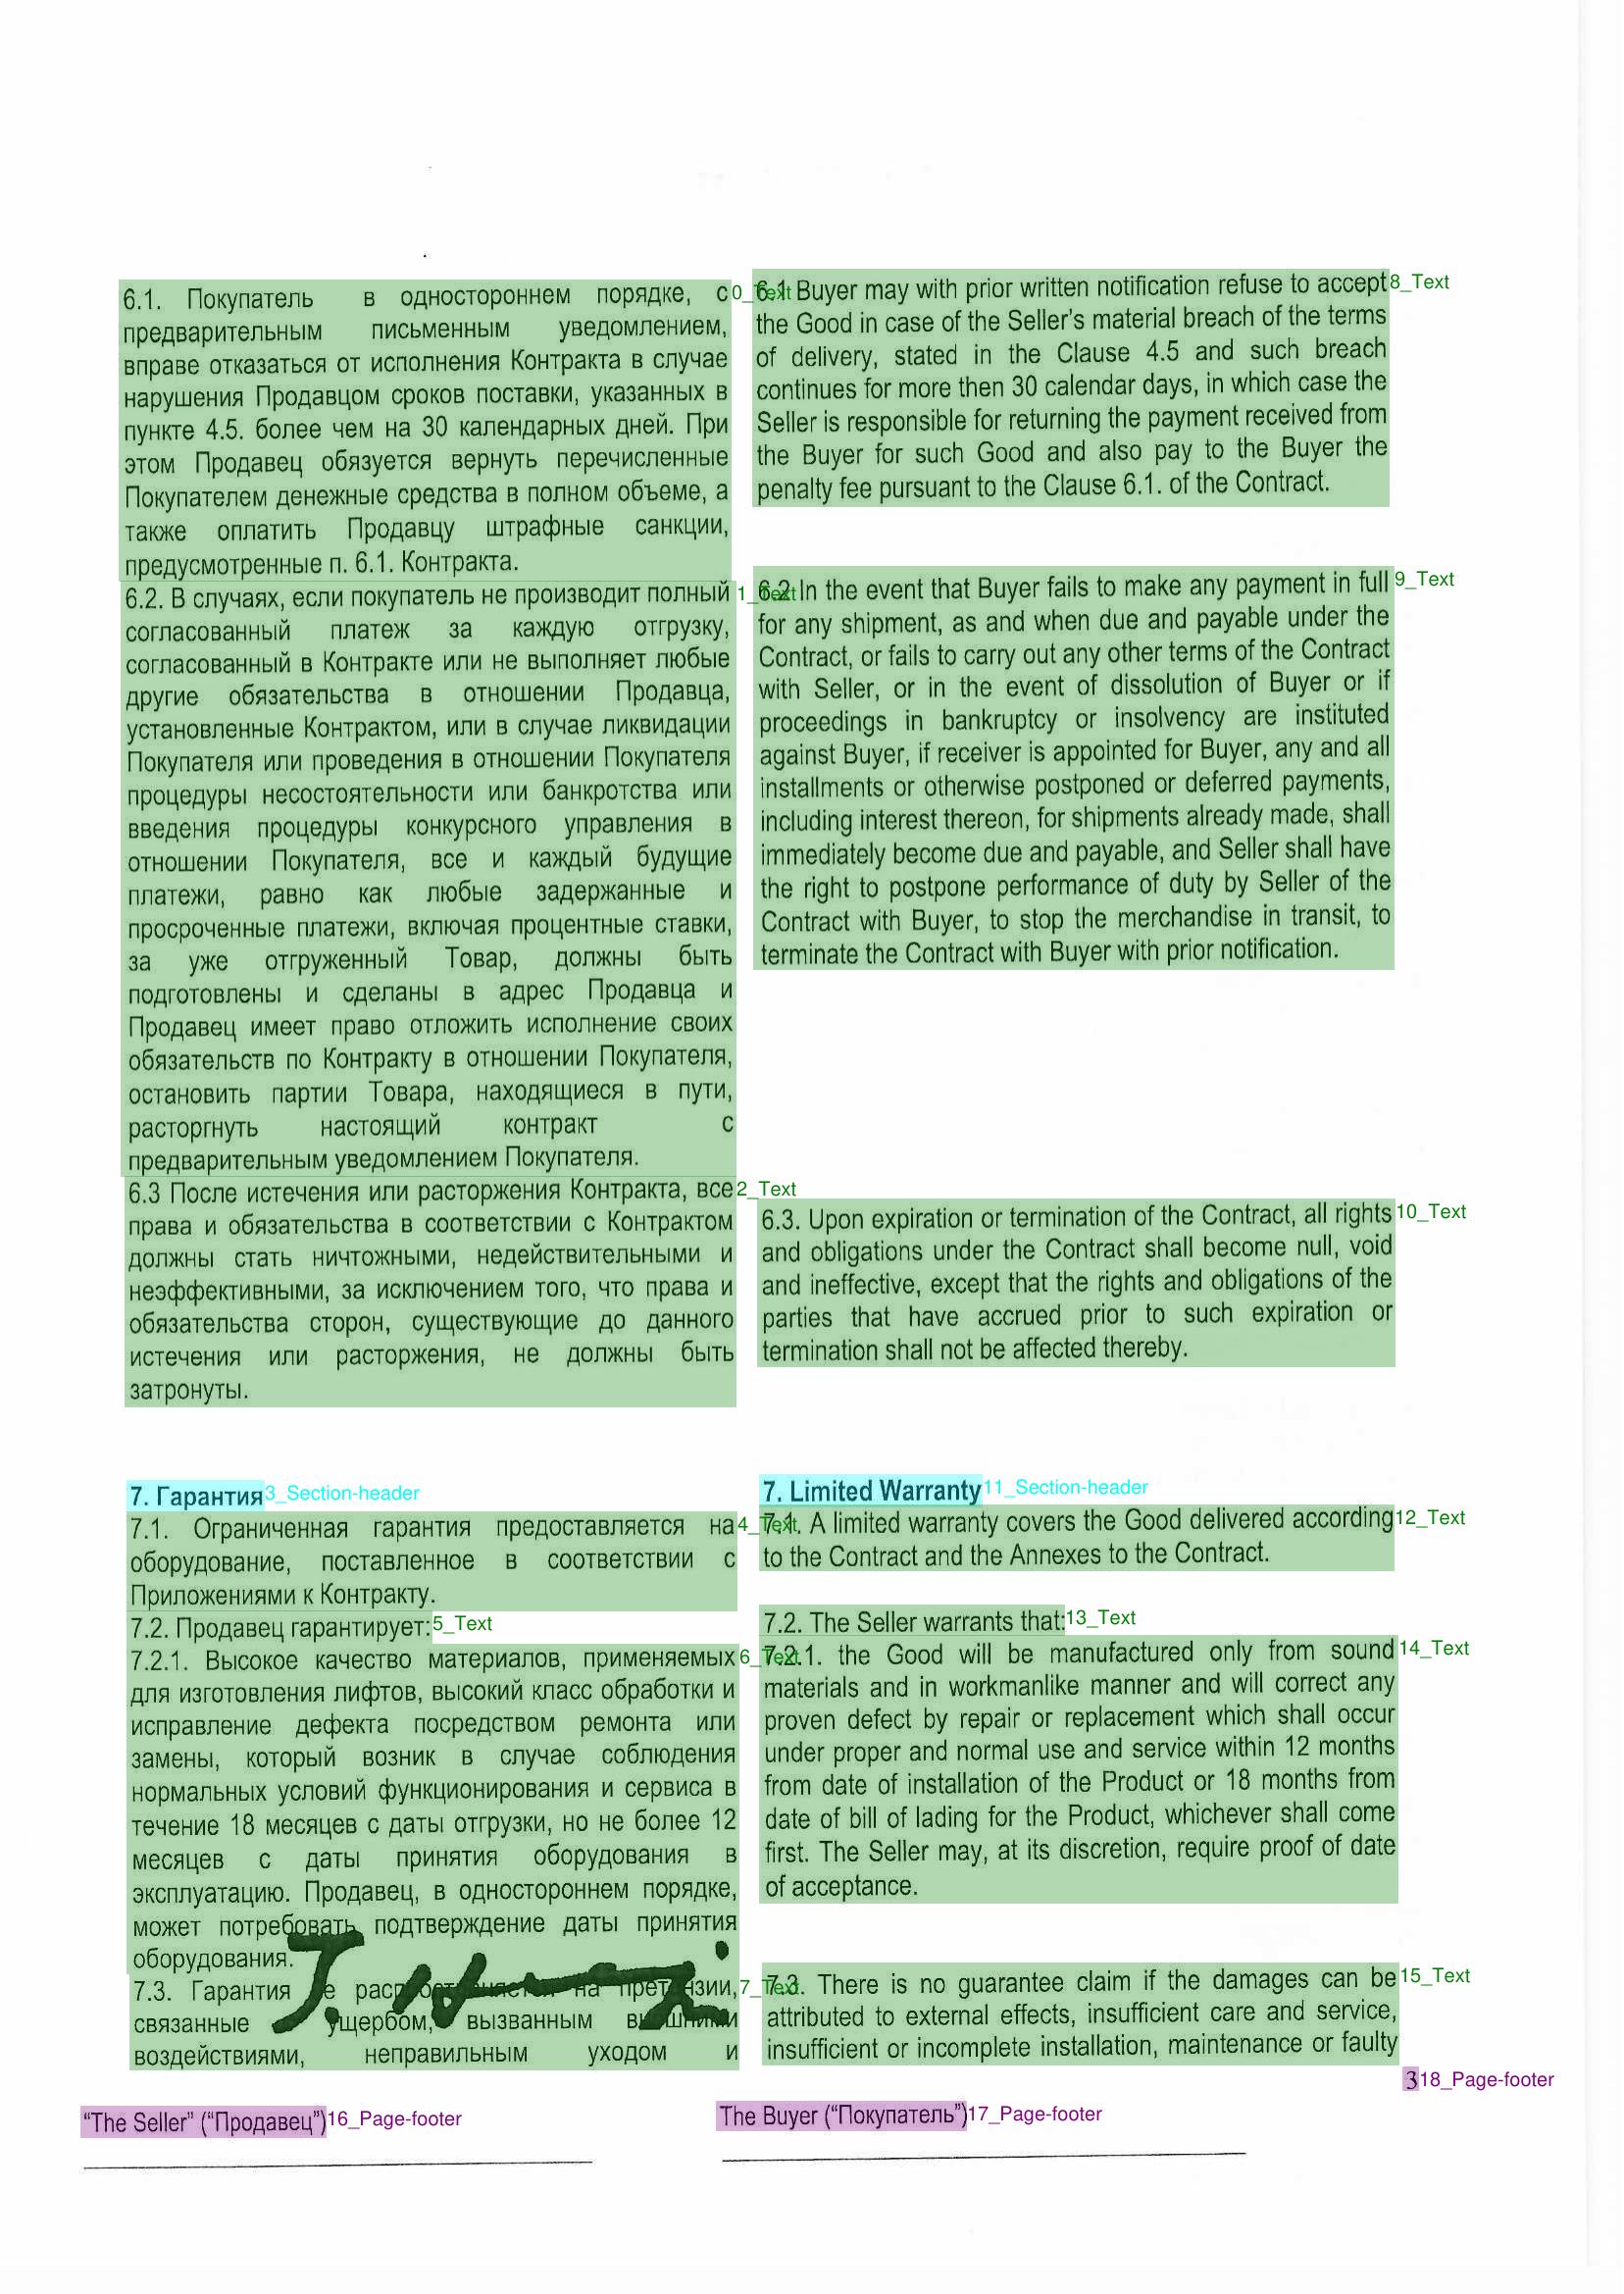 6.1. Покупатель в одностороннем порядке, с
предварительным письменным уведомлением,
вправе отказаться от исполнения Контракта в случае
нарушения Продавцом сроков поставки, указанных в
пункте 4.5. более чем на 30 календарных дней. При
этом Продавец обязуется вернуть перечисленные
Покупателем денежные средства в полном объеме, а
также оплатить Продавцу штрафные санкции,
предусмотренные п. 6.1. Контракта.
0_Text
6.2. В случаях, если покупатель не производит полный
согласованный платеж за каждую отгрузку,
согласованный в Контракте или не выполняет любые
другие обязательства в отношении Продавца,
установленные Контрактом, или в случае ликвидации
Покупателя или проведения в отношении Покупателя
процедуры несостоятельности или банкротства или
введения процедуры конкурсного управления в
отношении Покупателя, все и каждый будущие
платежи, равно как любые задержанные и
просроченные платежи, включая процентные ставки,
за уже отгруженный Товар, должны быть
подготовлены и сделаны в адрес Продавца и
Продавец имеет право отложить исполнение своих
обязательств по Контракту в отношении Покупателя,
остановить партии Товара, находящиеся в пути,
расторгнуть настоящий контракт с
предварительным уведомлением Покупателя.
1_Text
6.3 После истечения или расторжения Контракта, все
права и обязательства в соответствии с Контрактом
должны стать ничтожными, недействительными и
неэффективными, за исключением того, что права и
обязательства сторон, существующие до данного
истечения или расторжения, не должны быть
затронуты.
2_Text
7. Гарантия
3_Section-header
7.1. Ограниченная гарантия предоставляется на
оборудование, поставленное в соответствии с
Приложениями к Контракту.
4_Text
7.2. Продавец гарантирует:
5_Text
7.2.1. Высокое качество материалов, применяемых
для изготовления лифтов, высокий класс обработки и
исправление дефекта посредством ремонта или
замены, который возник в случае соблюдения
нормальных условий функционирования и сервиса в
течение 18 месяцев с даты отгрузки, но не более 12
месяцев с даты принятия оборудования в
эксплуатацию. Продавец, в одностороннем порядке,
может потребовать подтверждение даты принятия
оборудования.
6_Text
7.3. Гарантия не распространяется на претензии,
связанные ущербом, вызванным внешними
воздействиями, неправильным уходом и
7_Text
6.1 Buyer may with prior written notification refuse to accept
the Good in case of the Seller's material breach of the terms
of delivery, stated in the Clause 4.5 and such breach
continues for more then 30 calendar days, in which case the
Seller is responsible for returning the payment received from
the Buyer for such Good and also pay to the Buyer the
penalty fee pursuant to the Clause 6.1. of the Contract.
8_Text
6.2 In the event that Buyer fails to make any payment in full
for any shipment, as and when due and payable under the
Contract, or fails to carry out any other terms of the Contract
with Seller, or in the event of dissolution of Buyer or if
proceedings in bankruptcy or insolvency are instituted
against Buyer, if receiver is appointed for Buyer, any and all
installments or otherwise postponed or deferred payments,
including interest thereon, for shipments already made, shall
immediately become due and payable, and Seller shall have
the right to postpone performance of duty by Seller of the
Contract with Buyer, to stop the merchandise in transit, to
terminate the Contract with Buyer with prior notification.
9_Text
6.3. Upon expiration or termination of the Contract, all rights
and obligations under the Contract shall become null, void
and ineffective, except that the rights and obligations of the
parties that have accrued prior to such expiration or
termination shall not be affected thereby.
10_Text
7. Limited Warranty
11_Section-header
7.1. A limited warranty covers the Good delivered according
to the Contract and the Annexes to the Contract.
12_Text
7.2. The Seller warrants that:
13_Text
7.2.1. the Good will be manufactured only from sound
materials and in workmanlike manner and will correct any
proven defect by repair or replacement which shall occur
under proper and normal use and service within 12 months
from date of installation of the Product or 18 months from
date of bill of lading for the Product, whichever shall come
first. The Seller may, at its discretion, require proof of date
of acceptance.
14_Text
7.3. There is no guarantee claim if the damages can be
attributed to external effects, insufficient care and service,
insufficient or incomplete installation, maintenance or faulty
15_Text
3
18_Page-footer
“The Seller” (“Продавец”)
16_Page-footer
The Buyer (“Покупатель”)
17_Page-footer